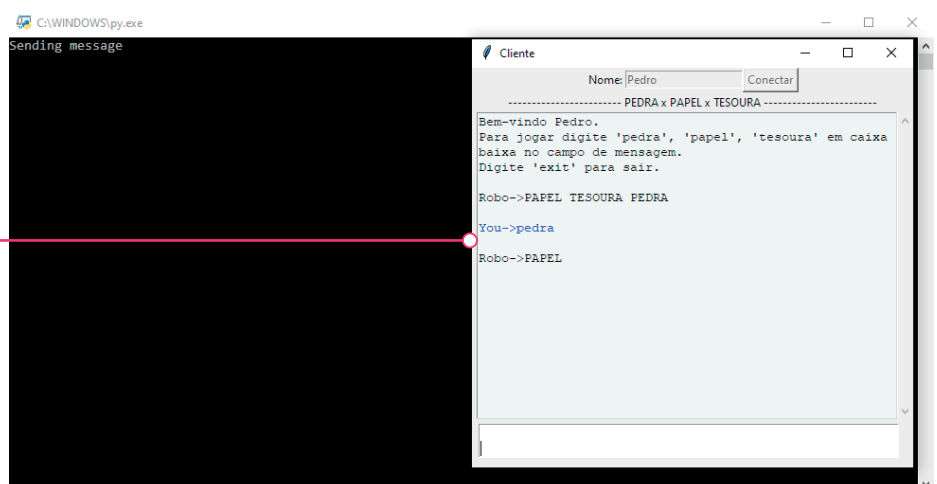 C:\WINDOWS\py.exe
Sending message
Cliente
Nome: Pedro Conectar
------------------------ PEDRA x PAPEL x TESOURA ------------------------
Bem-vindo Pedro.
Para jogar digite 'pedra', 'papel', 'tesoura' em caixa
baixa no campo de mensagem.
Digite 'exit' para sair.
Robo->PAPEL TESOURA PEDRA
You->pedra
Robo->PAPEL